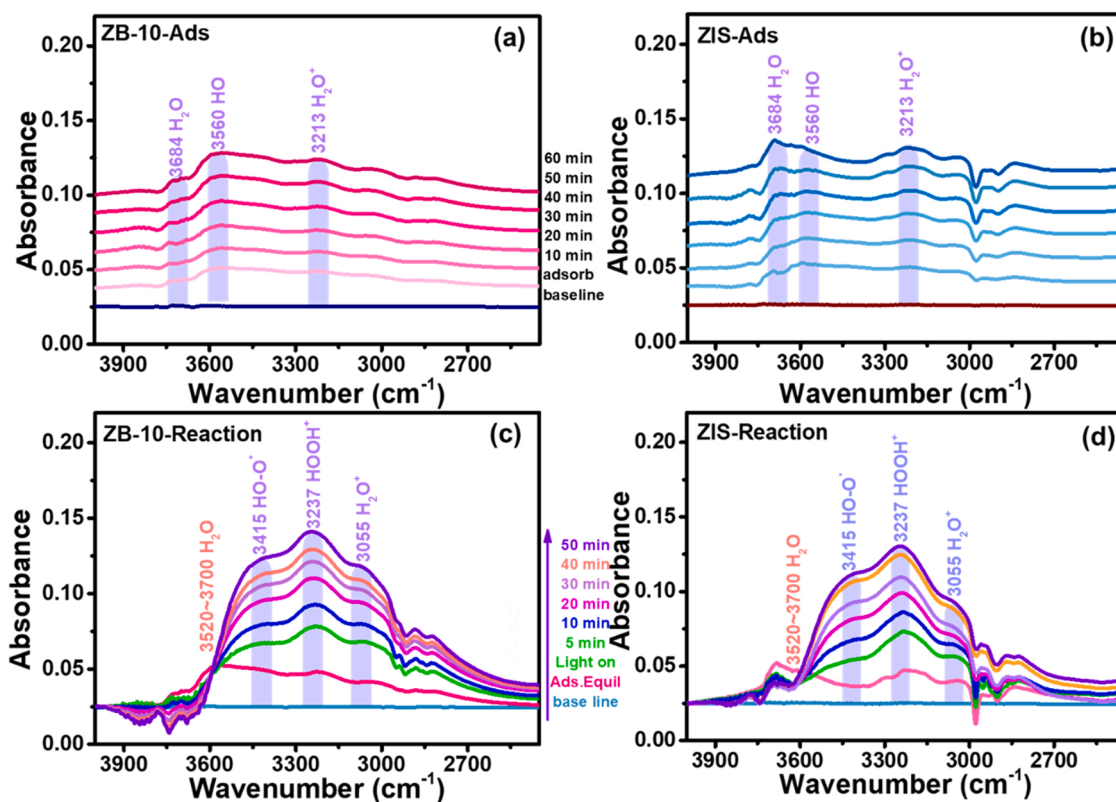 ZB-10-Ads
(a)
0.20
0.15
0.10
0.05
0.00
Absorbance
3684 H₂O
3560 HO
3213 H₂O⁺
60 min
50 min
40 min
30 min
20 min
10 min
adsorb
baseline
3900 3600 3300 3000 2700
Wavenumber (cm⁻¹)
ZIS-Ads
(b)
0.20
0.15
0.10
0.05
0.00
Absorbance
3684 H₂O
3560 HO
3213 H₂O⁺
3900 3600 3300 3000 2700
Wavenumber (cm⁻¹)
ZB-10-Reaction
(c)
0.20
0.15
0.10
0.05
0.00
Absorbance
3520~3700 H₂O
3415 HO-O*
3237 HOOH⁺
3055 H₂O⁺
50 min
40 min
30 min
20 min
10 min
5 min
Light on
Ads.Equil
base line
3900 3600 3300 3000 2700
Wavenumber (cm⁻¹)
ZIS-Reaction
(d)
0.20
0.15
0.10
0.05
0.00
Absorbance
3520~3700 H₂O
3415 HO-O*
3237 HOOH⁺
3055 H₂O⁺
3900 3600 3300 3000 2700
Wavenumber (cm⁻¹)